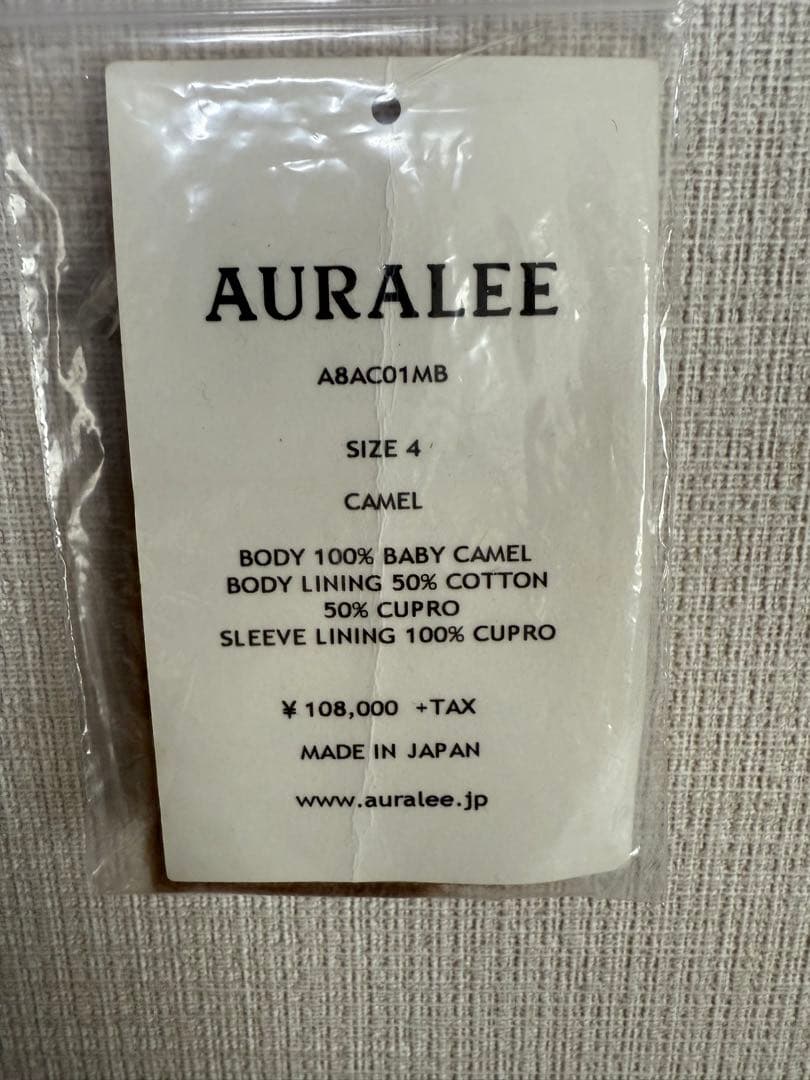 AURALEE
A8AC01MB
SIZE 4
CAMEL
BODY 100% BABY CAMEL
BODY LINING 50% COTTON
50% CUPRO
SLEEVE LINING 100% CUPRO
¥ 108,000 +TAX
MADE IN JAPAN
www.auralee.jp